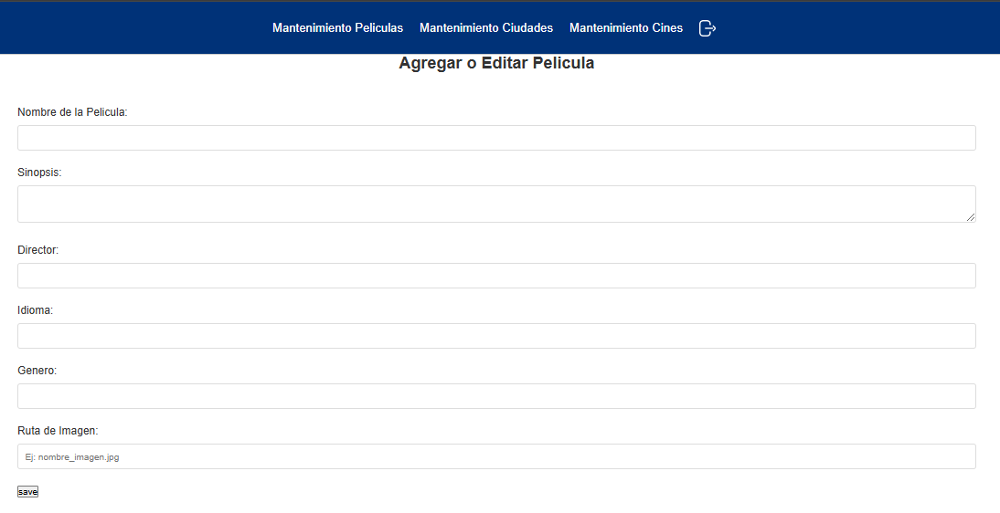 Mantenimiento Peliculas Mantenimiento Ciudades Mantenimiento Cines
Agregar o Editar Pelicula
Nombre de la Pelicula:
Sinopsis:
Director:
Idioma:
Genero:
Ruta de Imagen:
Ej: nombre_imagen.jpg
save